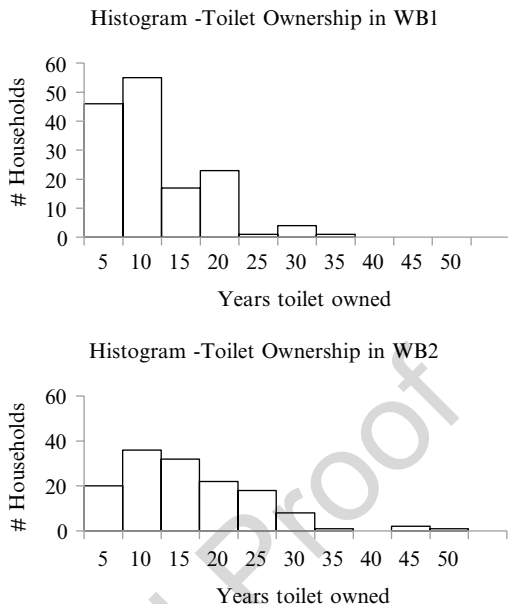 Histogram -Toilet Ownership in WB1
# Households
60
50
40
30
20
10
0
5 10 15 20 25 30 35 40 45 50
Years toilet owned
Histogram -Toilet Ownership in WB2
# Households
60
40
20
0
5 10 15 20 25 30 35 40 45 50
Years toilet owned
Proof